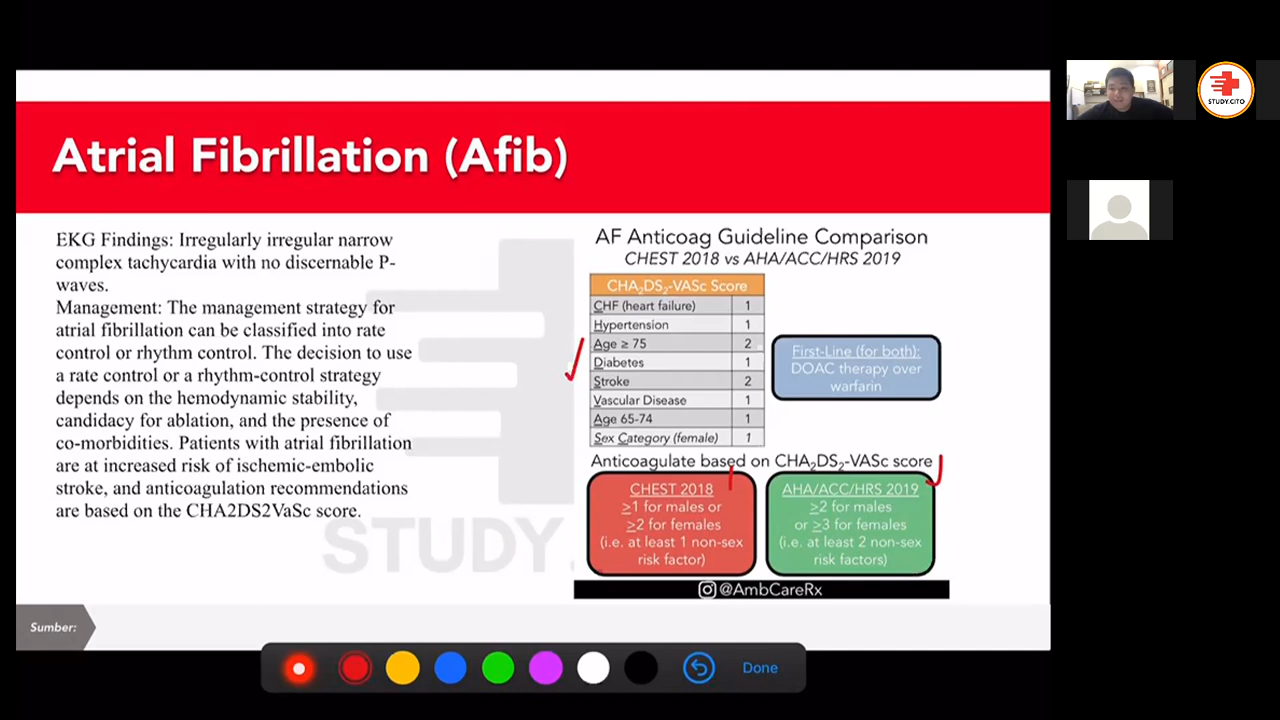 STUDY.CITO
Atrial Fibrillation (Afib)
EKG Findings: Irregularly irregular narrow
complex tachycardia with no discernable P-
waves.
Management: The management strategy for
atrial fibrillation can be classified into rate
control or rhythm control. The decision to use
a rate control or a rhythm-control strategy
depends on the hemodynamic stability,
candidacy for ablation, and the presence of
co-morbidities. Patients with atrial fibrillation
are at increased risk of ischemic-embolic
stroke, and anticoagulation recommendations
are based on the CHA2DS2VaSc score.
STUDY.
AF Anticoag Guideline Comparison
CHEST 2018 vs AHA/ACC/HRS 2019
CHA₂DS₂-VASc Score
CHF (heart failure) 1
Hypertension 1
Age ≥ 75 2
Diabetes 1
Stroke 2
Vascular Disease 1
Age 65-74 1
Sex Category (female) 1
First-Line (for both):
DOAC therapy over
warfarin
Anticoagulate based on CHA₂DS₂-VASc score
CHEST 2018
≥1 for males or
≥2 for females
(i.e. at least 1 non-sex
risk factor)
AHA/ACC/HRS 2019
≥2 for males
or ≥3 for females
(i.e. at least 2 non-sex
risk factors)
@AmbCareRx
Sumber:
Done